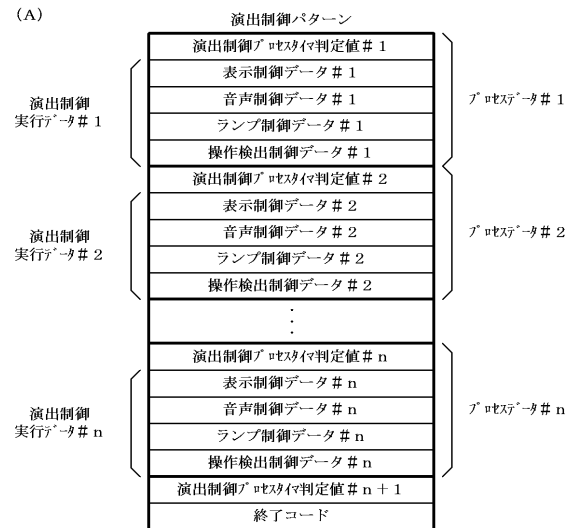 (A)
演出制御パターン
演出制御プロセスタイマ判定値＃１
表示制御データ＃１
音声制御データ＃１
ランプ制御データ＃１
操作検出制御データ＃１
演出制御
実行データ＃１
プロセスデータ＃１
演出制御プロセスタイマ判定値＃２
表示制御データ＃２
音声制御データ＃２
ランプ制御データ＃２
操作検出制御データ＃２
演出制御
実行データ＃２
プロセスデータ＃２
⋮
演出制御プロセスタイマ判定値＃ｎ
表示制御データ＃ｎ
音声制御データ＃ｎ
ランプ制御データ＃ｎ
操作検出制御データ＃ｎ
演出制御
実行データ＃ｎ
プロセスデータ＃ｎ
演出制御プロセスタイマ判定値＃ｎ＋１
終了コード